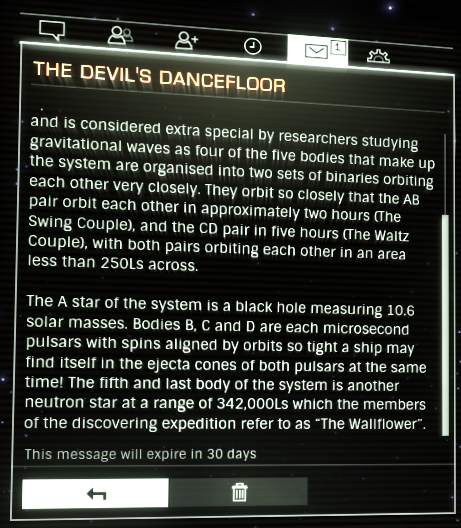 1
THE DEVIL'S DANCEFLOOR
and is considered extra special by researchers studying
gravitational waves as four of the five bodies that make up
the system are organised into two sets of binaries orbiting
each other very closely. They orbit so closely that the AB
pair orbit each other in approximately two hours (The
Swing Couple), and the CD pair in five hours (The Waltz
Couple), with both pairs orbiting each other in an area
less than 250Ls across.
The A star of the system is a black hole measuring 10.6
solar masses. Bodies B, C and D are each microsecond
pulsars with spins aligned by orbits so tight a ship may
find itself in the ejecta cones of both pulsars at the same
time! The fifth and last body of the system is another
neutron star at a range of 342,000Ls which the members
of the discovering expedition refer to as "The Wallflower".
This message will expire in 30 days